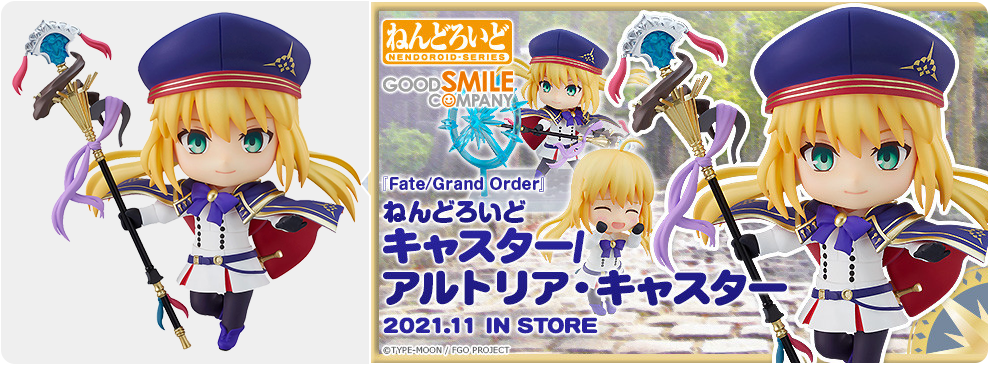 ねんどろいど
NENDOROID-SERIES
GOOD SMILE
COMPANY
『Fate/Grand Order』
ねんどろいど
キャスター/
アルトリア・キャスター
2021.11 IN STORE
©TYPE-MOON / FGO PROJECT